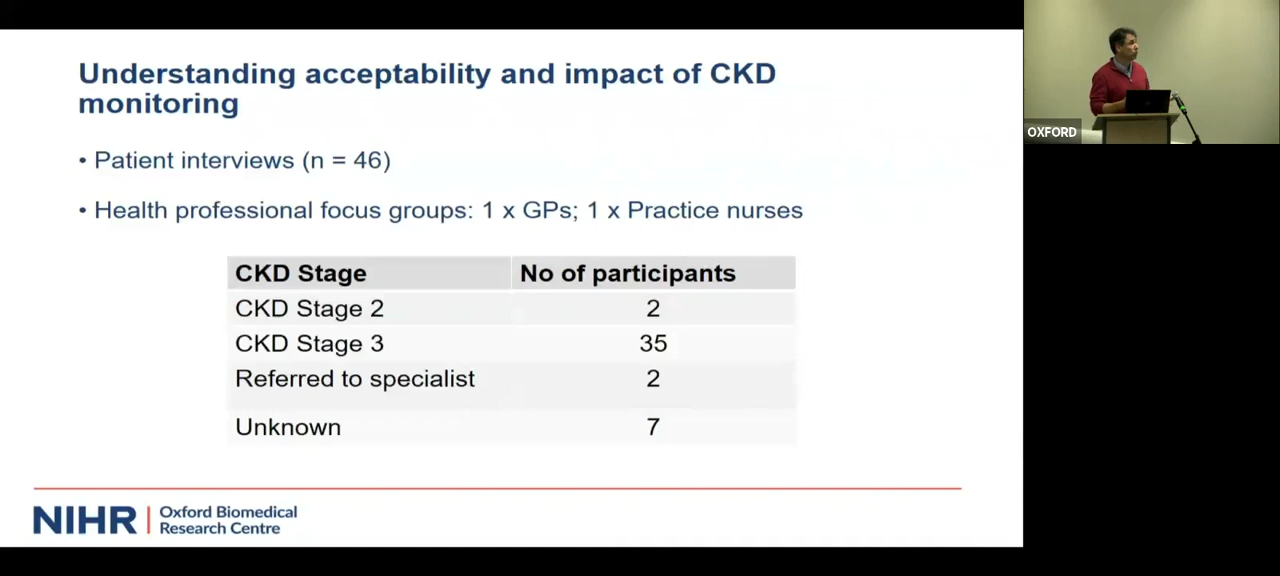 Understanding acceptability and impact of CKD
monitoring
• Patient interviews (n = 46)
• Health professional focus groups: 1 x GPs; 1 x Practice nurses
CKD Stage No of participants
CKD Stage 2 2
CKD Stage 3 35
Referred to specialist 2
Unknown 7
NIHR Oxford Biomedical
Research Centre
OXFORD